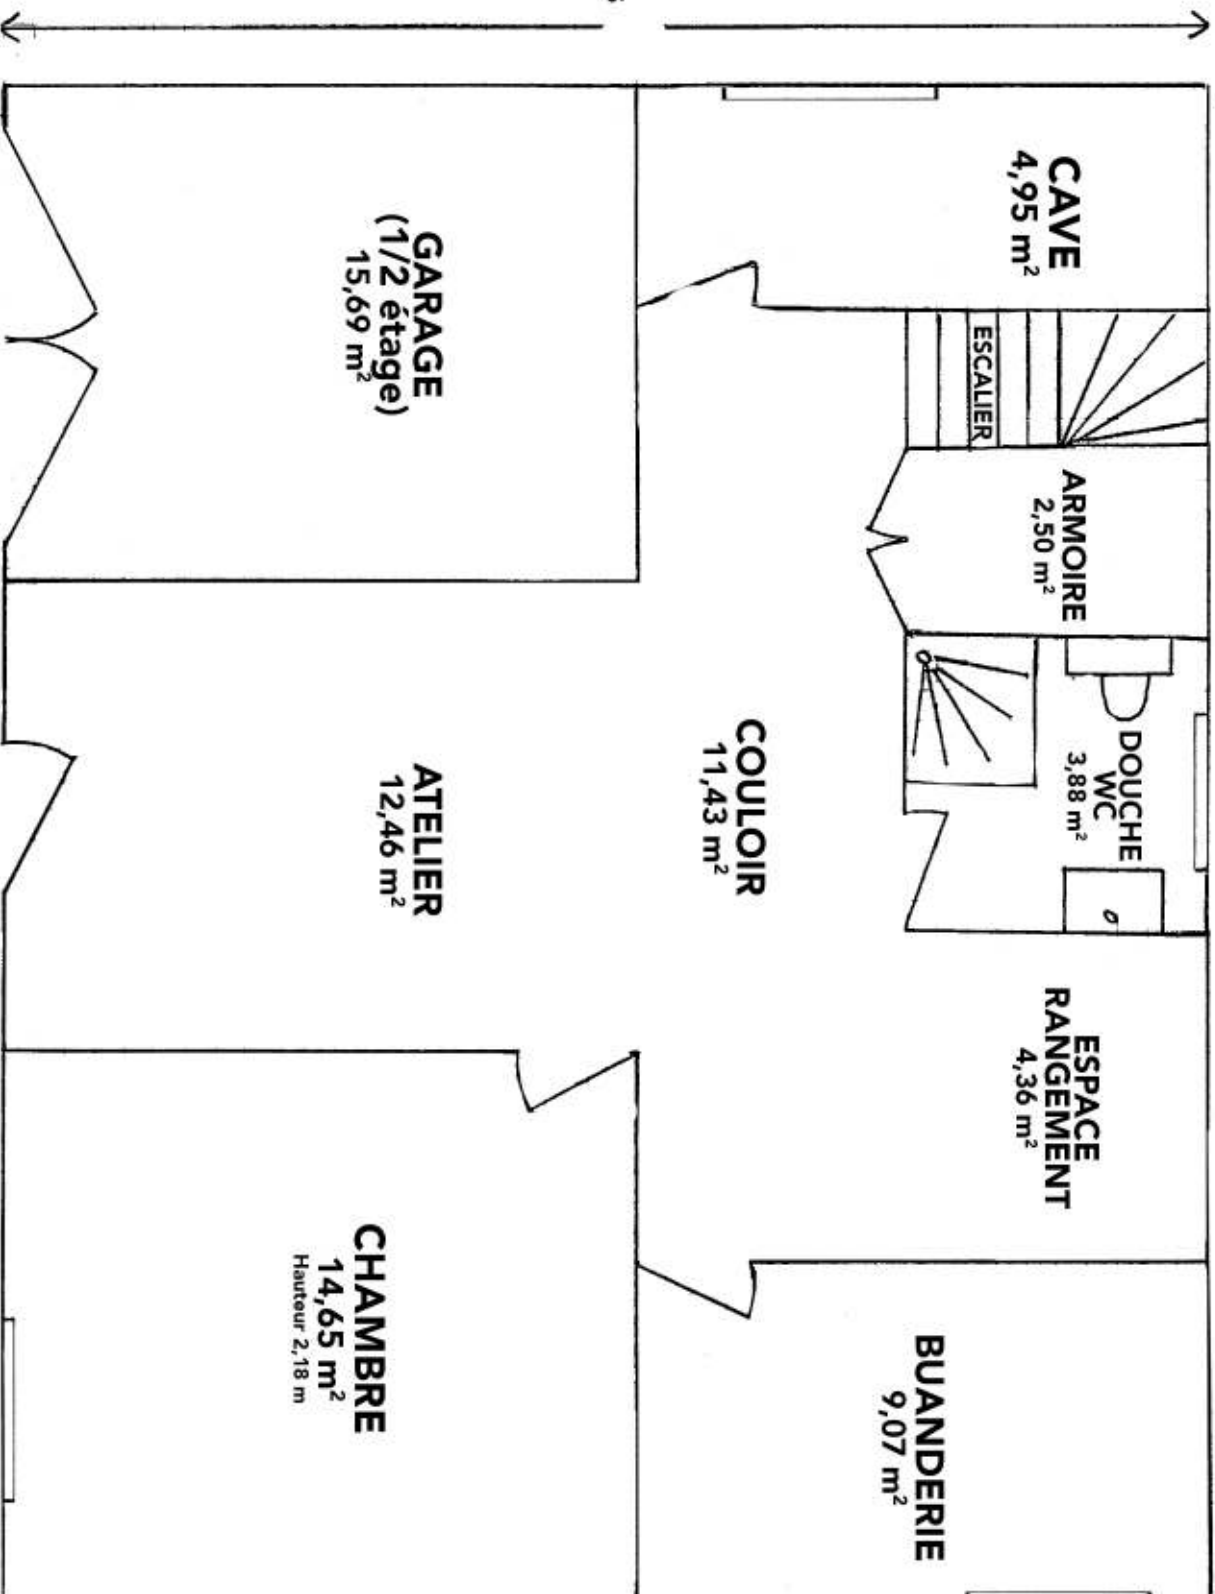 CAVE
4,95 m²
ESCALIER
ARMOIRE
2,50 m²
DOUCHE
WC
3,88 m²
ESPACE
RANGEMENT
4,36 m²
BUANDERIE
9,07 m²
COULOIR
11,43 m²
GARAGE
(1/2 étage)
15,69 m²
ATELIER
12,46 m²
CHAMBRE
14,65 m²
Hauteur 2,18 m